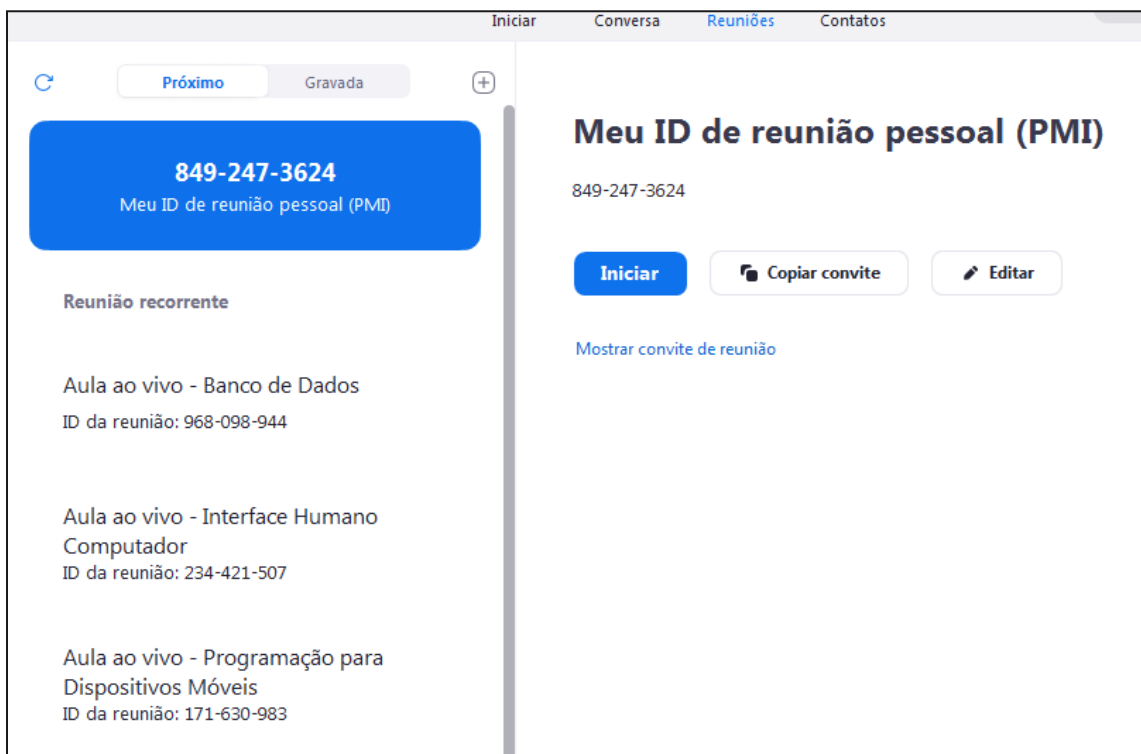 Iniciar Conversa Reuniões Contatos
Próximo Gravada
849-247-3624
Meu ID de reunião pessoal (PMI)
Reunião recorrente
Aula ao vivo - Banco de Dados
ID da reunião: 968-098-944
Aula ao vivo - Interface Humano
Computador
ID da reunião: 234-421-507
Aula ao vivo - Programação para
Dispositivos Móveis
ID da reunião: 171-630-983
Meu ID de reunião pessoal (PMI)
849-247-3624
Iniciar Copiar convite Editar
Mostrar convite de reunião